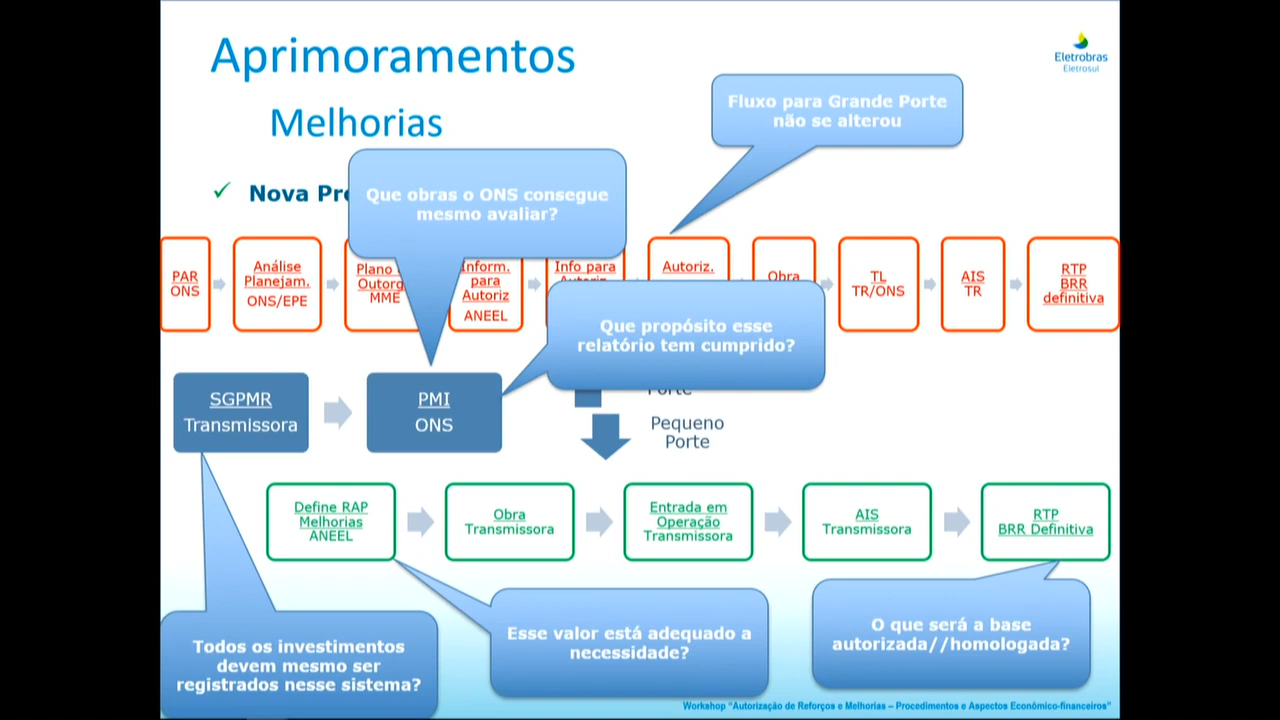 Aprimoramentos
Eletrobras
Eletrosul
Melhorias
Fluxo para Grande Porte
não se alterou
Nova
Que obras o ONS consegue
mesmo avaliar?
PAR
ONS
Análise
Planejam.
ONS/EPE
Plano
Outorg
MME
Inform.
para
Autoriz
ANEEL
Info para
Autoriz.
Obra
TL
TR/ONS
AIS
TR
RTP
BRR
definitiva
Que propósito esse
relatório tem cumprido?
SGPMR
Transmissora
PMI
ONS
Porte
Pequeno
Porte
Define RAP
Melhorias
ANEEL
Obra
Transmissora
Entrada em
Operação
Transmissora
AIS
Transmissora
RTP
BRR Definitiva
Todos os investimentos
devem mesmo ser
registrados nesse sistema?
Esse valor está adequado a
necessidade?
O que será a base
autorizada//homologada?
Workshop “Autorização de Reforços e Melhorias – Procedimentos e Aspectos Econômico-financeiros”